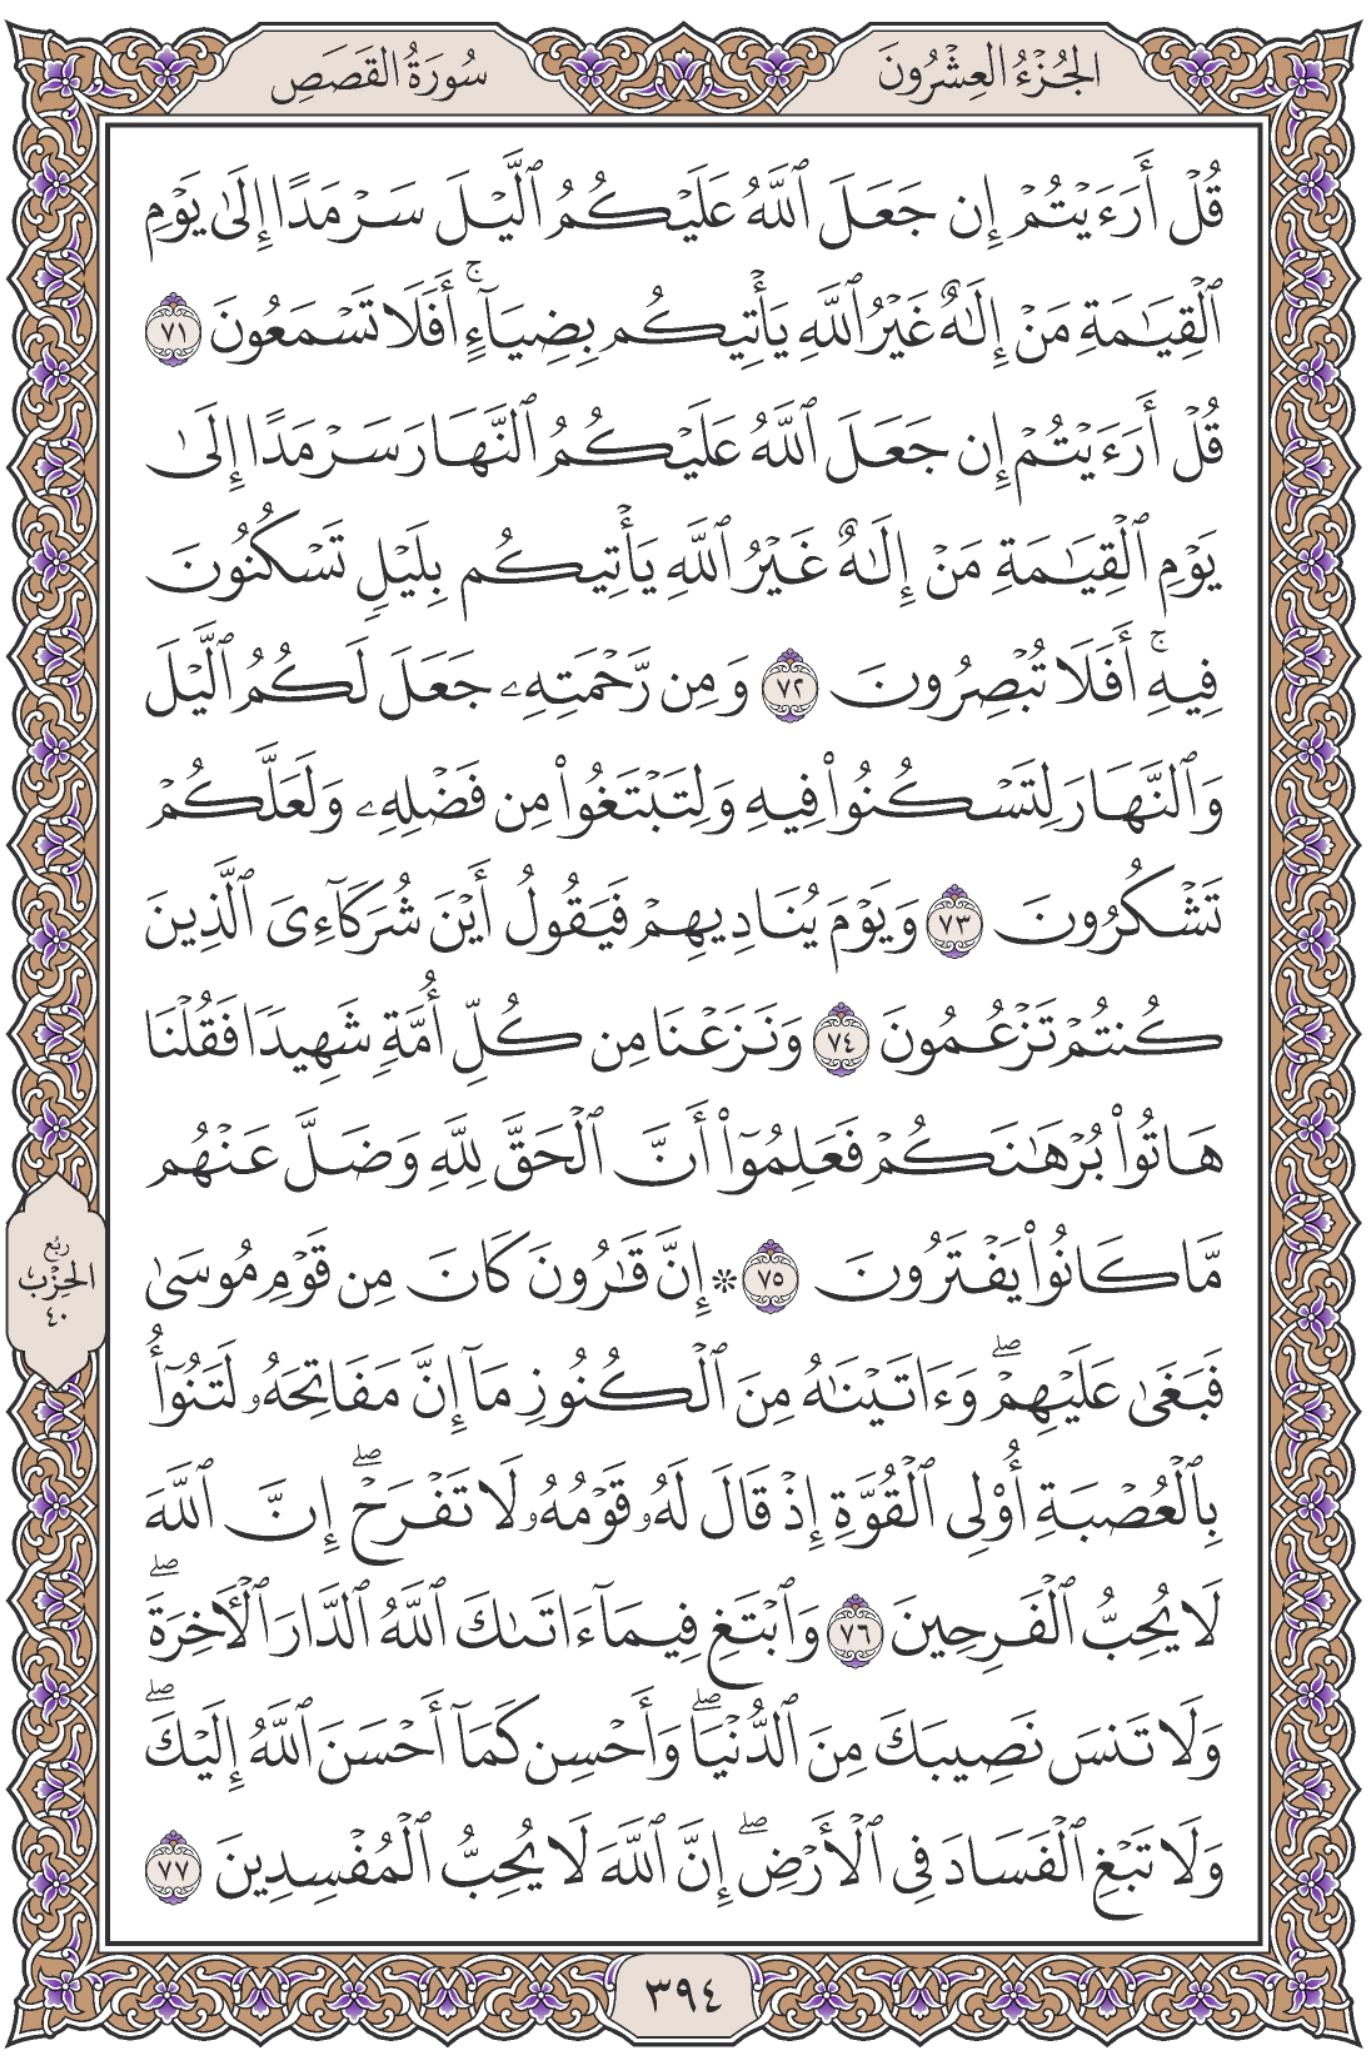 الجُزْءُ العِشْرُونَ
سُورَةُ القَصَصِ
قُلْ أَرَءَيْتُمْ إِن جَعَلَ ٱللَّهُ عَلَيْكُمُ ٱلَّيْلَ سَرْمَدًا إِلَىٰ يَوْمِ
ٱلْقِيَٰمَةِ مَنْ إِلَٰهٌ غَيْرُ ٱللَّهِ يَأْتِيكُم بِضِيَآءٍۚ أَفَلَا تَسْمَعُونَ ٧١
قُلْ أَرَءَيْتُمْ إِن جَعَلَ ٱللَّهُ عَلَيْكُمُ ٱلنَّهَارَ سَرْمَدًا إِلَىٰ
يَوْمِ ٱلْقِيَٰمَةِ مَنْ إِلَٰهٌ غَيْرُ ٱللَّهِ يَأْتِيكُم بِلَيْلٍ تَسْكُنُونَ
فِيهِۚ أَفَلَا تُبْصِرُونَ ٧٢ وَمِن رَّحْمَتِهِۦ جَعَلَ لَكُمُ ٱلَّيْلَ
وَٱلنَّهَارَ لِتَسْكُنُوا۟ فِيهِ وَلِتَبْتَغُوا۟ مِن فَضْلِهِۦ وَلَعَلَّكُمْ
تَشْكُرُونَ ٧٣ وَيَوْمَ يُنَادِيهِمْ فَيَقُولُ أَيْنَ شُرَكَآءِىَ ٱلَّذِينَ
كُنتُمْ تَزْعُمُونَ ٧٤ وَنَزَعْنَا مِن كُلِّ أُمَّةٍ شَهِيدًا فَقُلْنَا
هَاتُوا۟ بُرْهَٰنَكُمْ فَعَلِمُوٓا۟ أَنَّ ٱلْحَقَّ لِلَّهِ وَضَلَّ عَنْهُم
مَّا كَانُوا۟ يَفْتَرُونَ ٧٥ ۞ إِنَّ قَٰرُونَ كَانَ مِن قَوْمِ مُوسَىٰ
فَبَغَىٰ عَلَيْهِمْۖ وَءَاتَيْنَٰهُ مِنَ ٱلْكُنُوزِ مَآ إِنَّ مَفَاتِحَهُۥ لَتَنُوٓأُ
بِٱلْعُصْبَةِ أُو۟لِى ٱلْقُوَّةِ إِذْ قَالَ لَهُۥ قَوْمُهُۥ لَا تَفْرَحْۖ إِنَّ ٱللَّهَ
لَا يُحِبُّ ٱلْفَرِحِينَ ٧٦ وَٱبْتَغِ فِيمَآ ءَاتَىٰكَ ٱللَّهُ ٱلدَّارَ ٱلْءَاخِرَةَۖ
وَلَا تَنسَ نَصِيبَكَ مِنَ ٱلدُّنْيَاۖ وَأَحْسِن كَمَآ أَحْسَنَ ٱللَّهُ إِلَيْكَۖ
وَلَا تَبْغِ ٱلْفَسَادَ فِى ٱلْأَرْضِۖ إِنَّ ٱللَّهَ لَا يُحِبُّ ٱلْمُفْسِدِينَ ٧٧
رُبُع
الحِزْب
٤٠
٣٩٤